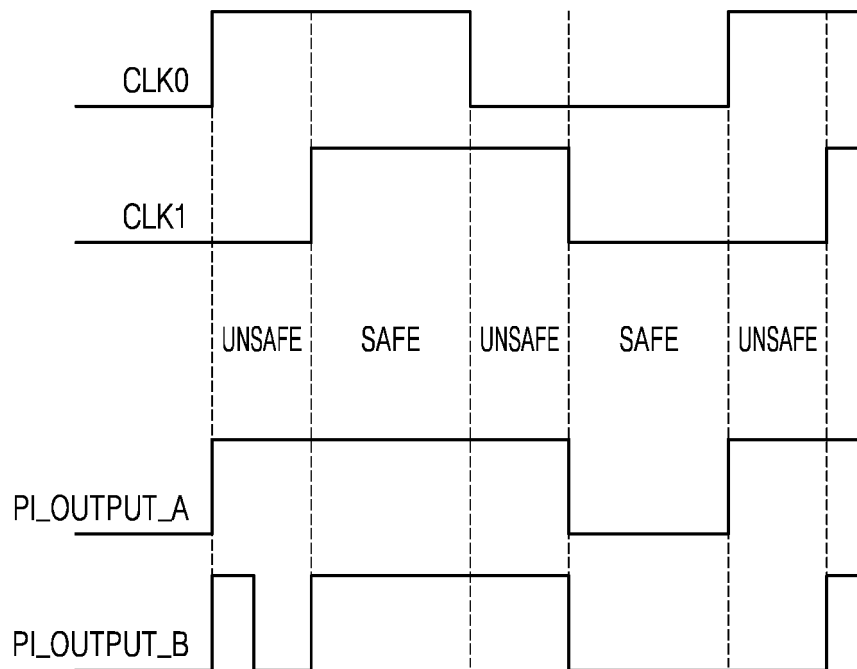 CLK0
CLK1
UNSAFE SAFE UNSAFE SAFE UNSAFE
PI_OUTPUT_A
PI_OUTPUT_B